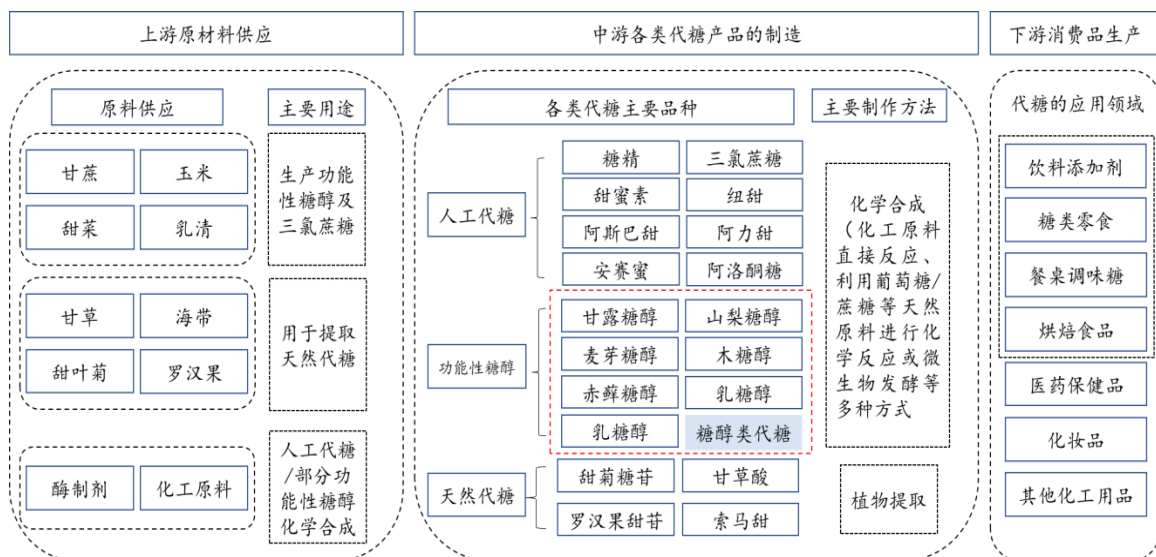 上游原材料供应
中游各类代糖产品的制造
下游消费品生产
原料供应
主要用途
甘蔗
玉米
甜菜
乳清
生产功能
性糖醇及
三氯蔗糖
甘草
海带
甜叶菊
罗汉果
用于提取
天然代糖
酶制剂
化工原料
人工代糖
/部分功
能性糖醇
化学合成
各类代糖主要品种
主要制作方法
人工代糖
糖精
三氯蔗糖
甜蜜素
纽甜
阿斯巴甜
阿力甜
安赛蜜
阿洛酮糖
功能性糖醇
甘露糖醇
山梨糖醇
麦芽糖醇
木糖醇
赤藓糖醇
乳糖醇
乳糖醇
糖醇类代糖
天然代糖
甜菊糖苷
甘草酸
罗汉果甜苷
索马甜
化学合成
（化工原料
直接反应、
利用葡萄糖/
蔗糖等天然
原料进行化
学反应或微
生物发酵等
多种方式
植物提取
代糖的应用领域
饮料添加剂
糖类零食
餐桌调味糖
烘焙食品
医药保健品
化妆品
其他化工用品